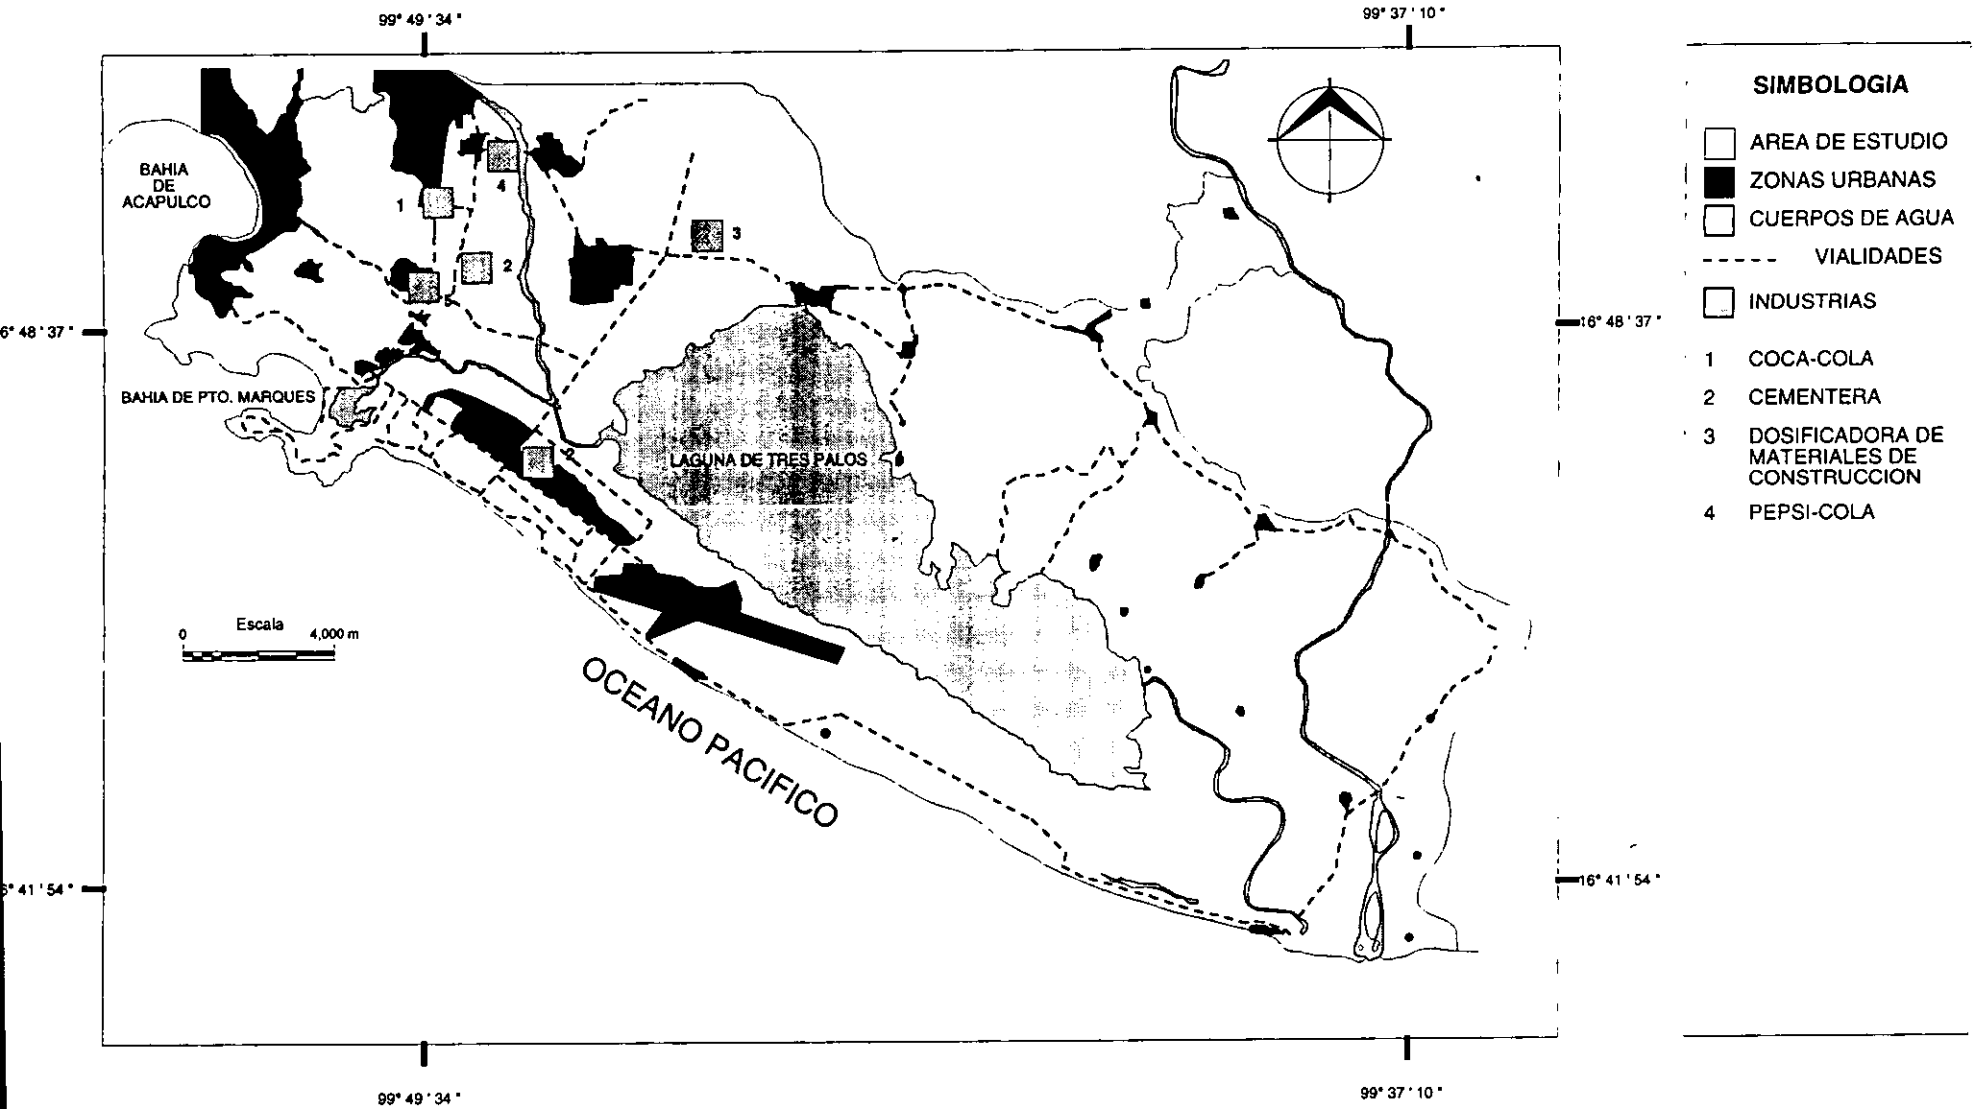 99° 49 ' 34 "
99° 37 ' 10 "
SIMBOLOGIA
AREA DE ESTUDIO
ZONAS URBANAS
CUERPOS DE AGUA
VIALIDADES
INDUSTRIAS
1 COCA-COLA
2 CEMENTERA
3 DOSIFICADORA DE
MATERIALES DE
CONSTRUCCION
4 PEPSI-COLA
BAHIA
DE
ACAPULCO
4
1
3
2
5
6° 48 ' 37 "
16° 48 ' 37 "
BAHIA DE PTO. MARQUES
LAGUNA DE TRES PALOS
Escala
0 4,000 m
OCEANO PACIFICO
6° 41 ' 54 "
16° 41 ' 54 "
99° 49 ' 34 "
99° 37 ' 10 "